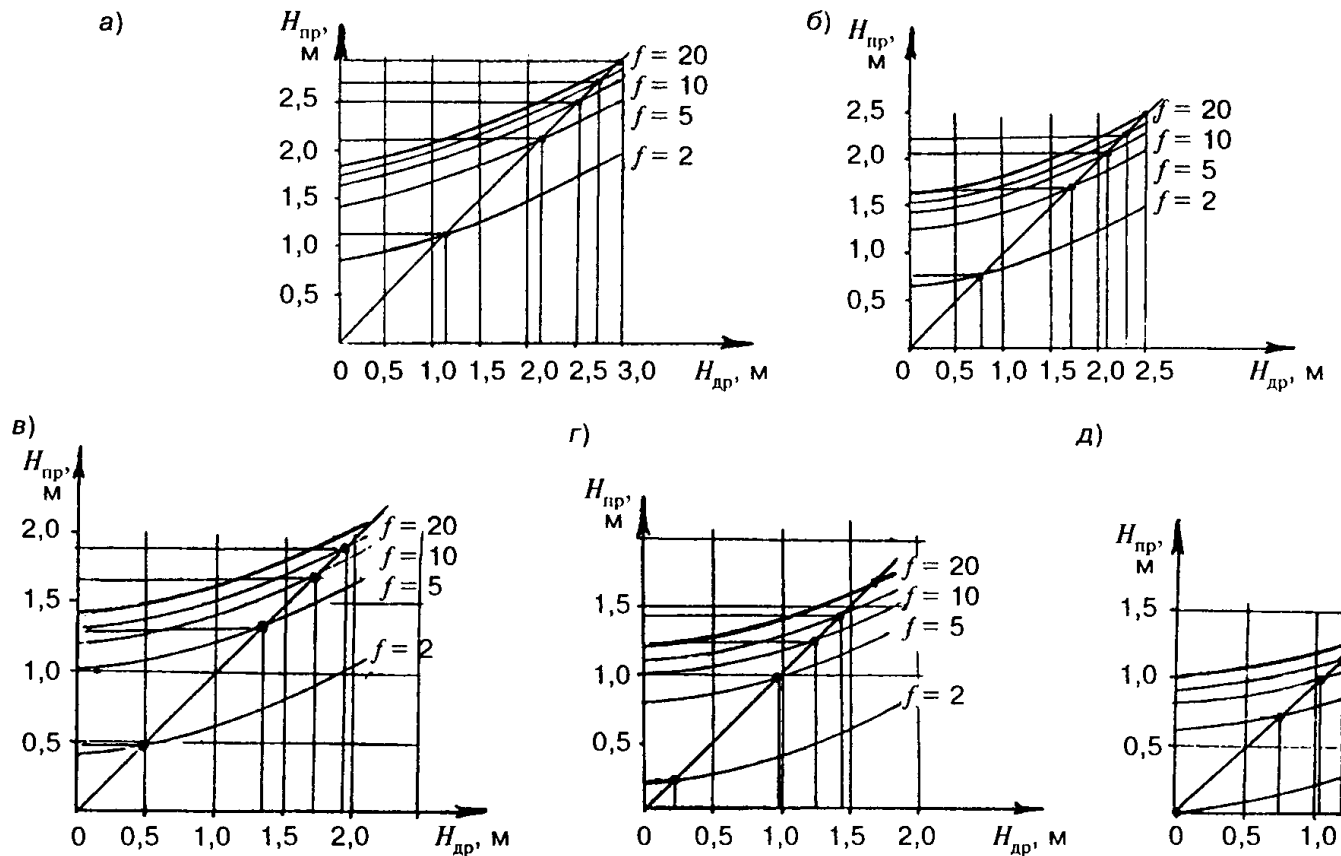 а)
H_пр, м
2,5
2,0
1,5
1,0
0,5
0 0,5 1,0 1,5 2,0 2,5 3,0 H_др, м
f = 20
f = 10
f = 5
f = 2
б)
H_пр, м
2,5
2,0
1,5
1,0
0,5
0 0,5 1,0 1,5 2,0 2,5 H_др, м
f = 20
f = 10
f = 5
f = 2
в)
H_пр, м
2,0
1,5
1,0
0,5
0 0,5 1,0 1,5 2,0 H_др, м
f = 20
f = 10
f = 5
f = 2
г)
H_пр, м
1,5
1,0
0,5
0 1,0 2,0 H_др, м
f = 20
f = 10
f = 5
f = 2
д)
H_пр, м
1,5
1,0
0,5
0 0,5 1,0